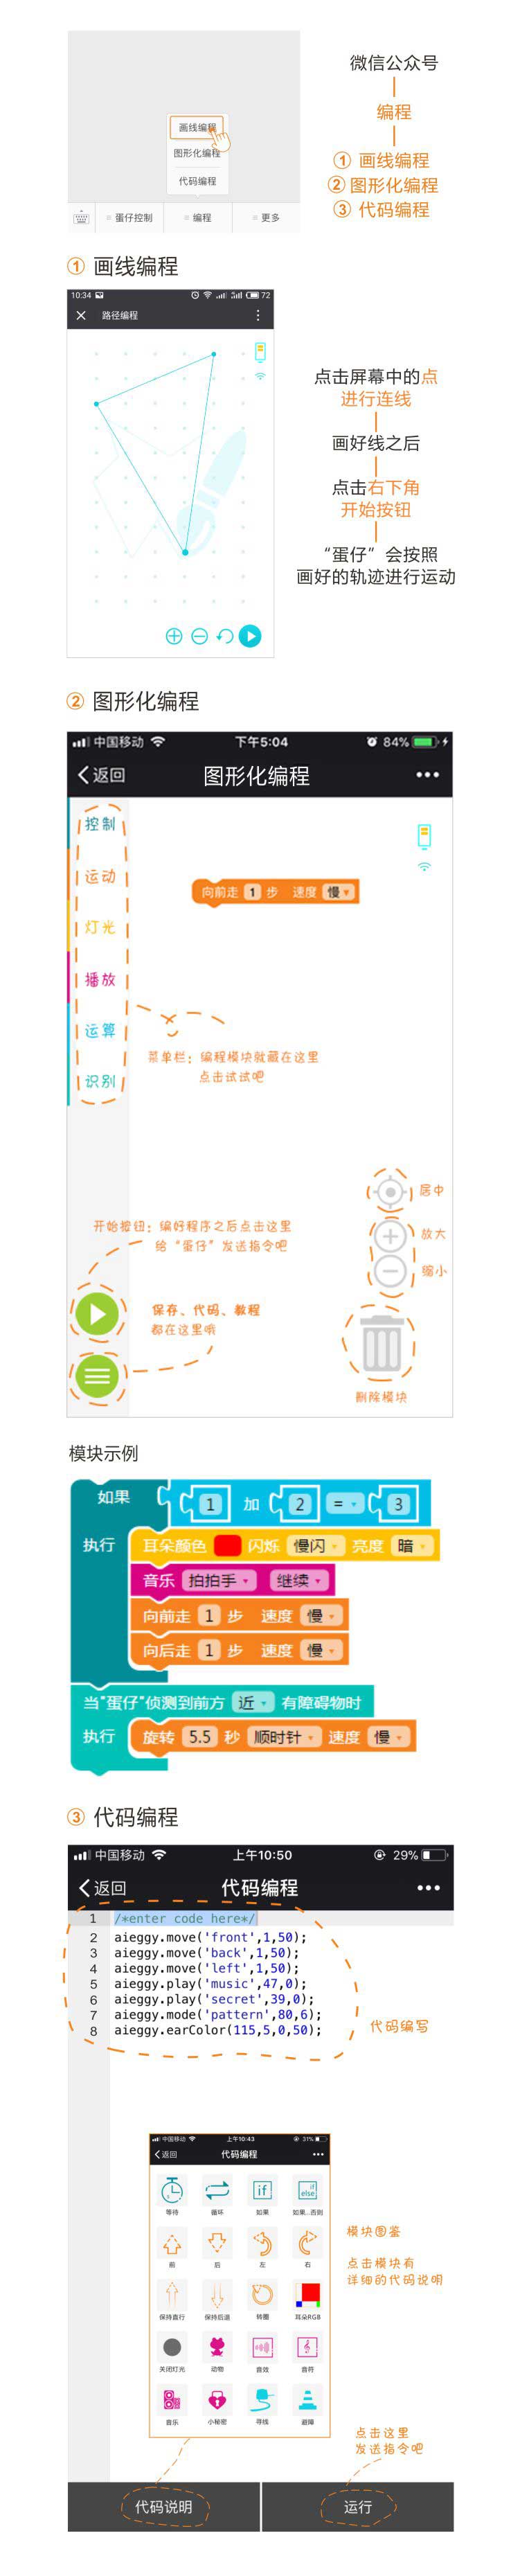 微信公众号
编程
① 画线编程
② 图形化编程
③ 代码编程
画线编程
图形化编程
代码编程
蛋仔控制
编程
更多
① 画线编程
10:34
72
路径编程
点击屏幕中的点
进行连线
画好线之后
点击右下角
开始按钮
“蛋仔”会按照
画好的轨迹进行运动
② 图形化编程
中国移动
下午5:04
84%
返回
图形化编程
控制
运动
灯光
播放
运算
识别
向前走 1 步 速度 慢
菜单栏：编程模块就藏在这里
点击试试吧
居中
放大
缩小
开始按钮：编好程序之后点击这里
给“蛋仔”发送指令吧
保存、代码、教程
都在这里哦
删除模块
模块示例
如果 1 加 2 = 3
执行 耳朵颜色 闪烁 慢闪 亮度 暗
音乐 拍拍手 继续
向前走 1 步 速度 慢
向后走 1 步 速度 慢
当"蛋仔"侦测到前方 近 有障碍物时
执行 旋转 5.5 秒 顺时针 速度 慢
③ 代码编程
中国移动
上午10:50
29%
返回
代码编程
1 /*enter code here*/
2 aieggy.move('front',1,50);
3 aieggy.move('back',1,50);
4 aieggy.move('left',1,50);
5 aieggy.play('music',47,0);
6 aieggy.play('secret',39,0);
7 aieggy.mode('pattern',80,6);
8 aieggy.earColor(115,5,0,50);
代码编写
中国移动
上午10:43
31%
返回
代码编程
if
if
else
等待 循环 如果 如果...否则
前 后 左 右
保持直行 保持后退 转圈 耳朵RGB
关闭灯光 动物 音效 音符
音乐 小秘密 寻线 避障
模块图鉴
点击模块有
详细的代码说明
点击这里
发送指令吧
代码说明
运行